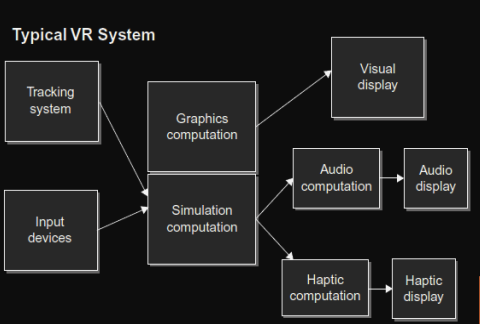 Typical VR System
Tracking
system
Graphics
computation
Visual
display
Input
devices
Simulation
computation
Audio
computation
Audio
display
Haptic
computation
Haptic
display